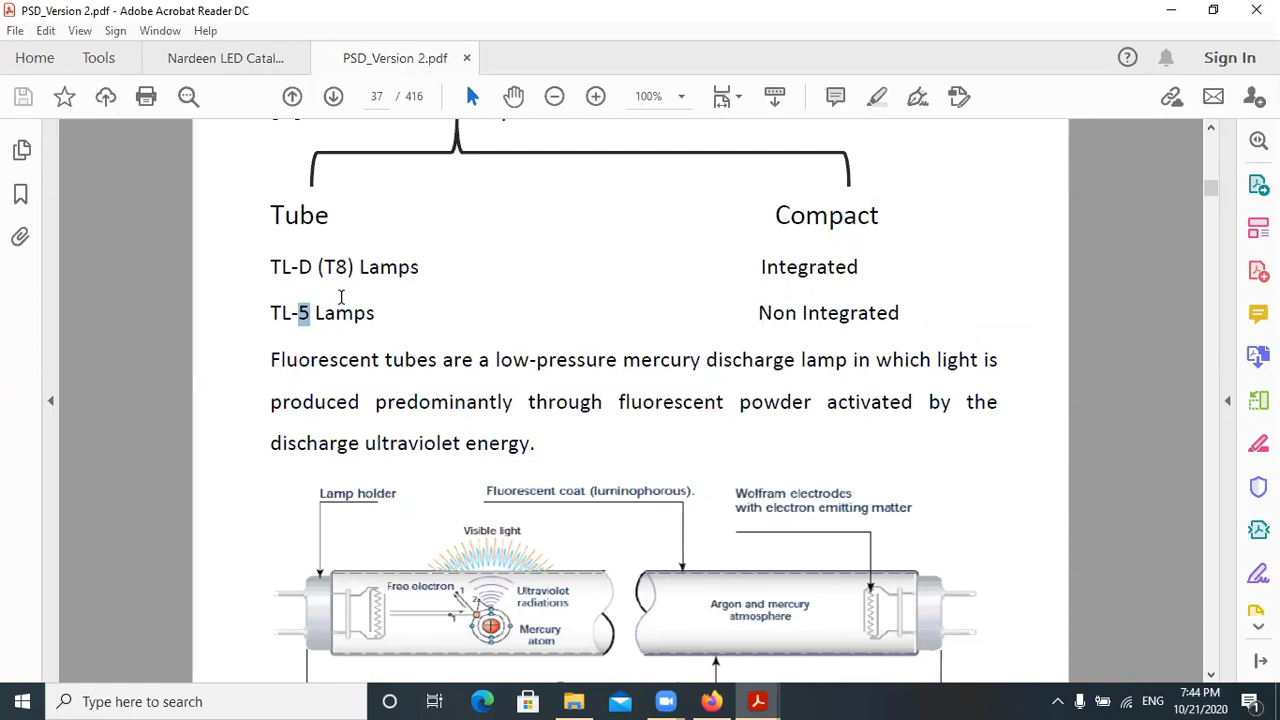 PSD_Version 2.pdf - Adobe Acrobat Reader DC
File Edit View Sign Window Help
Home Tools Nardeen LED Catal... PSD_Version 2.pdf × Sign In
37 / 416 100%
Tube Compact
TL-D (T8) Lamps Integrated
TL-5 Lamps Non Integrated
Fluorescent tubes are a low-pressure mercury discharge lamp in which light is
produced predominantly through fluorescent powder activated by the
discharge ultraviolet energy.
Lamp holder Fluorescent coat (luminophorous). Wolfram electrodes
with electron emitting matter
Visible light
Free electron 1 Ultraviolet
radiations
2
Mercury
atom
Argon and mercury
atmosphere
Type here to search ENG 7:44 PM
10/21/2020